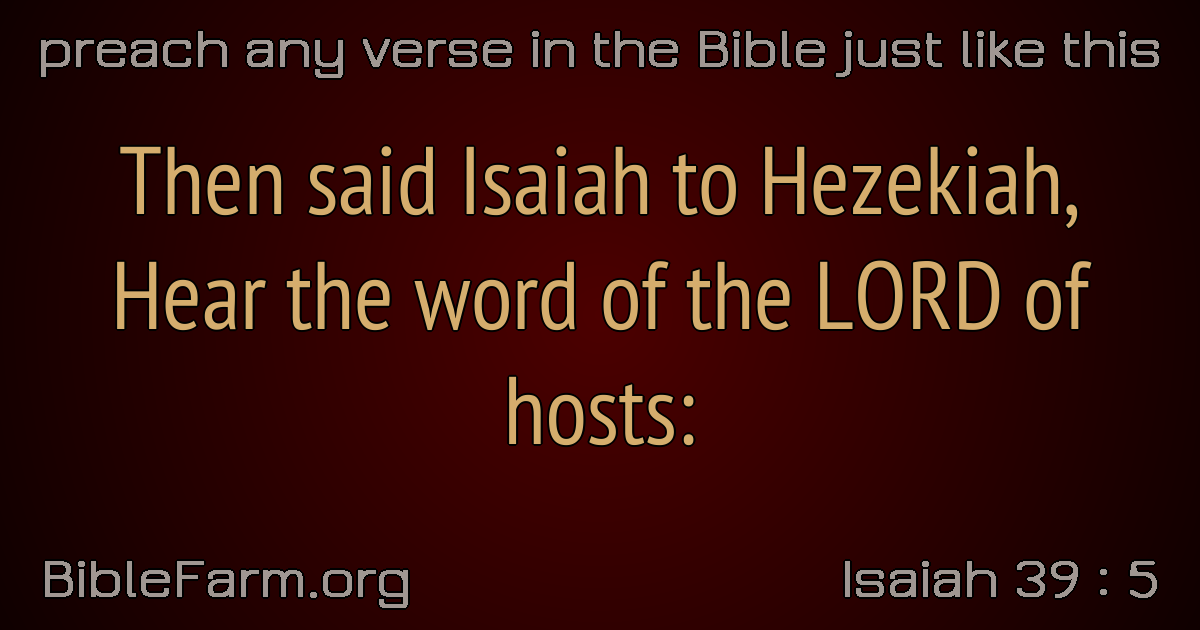 preach any verse in the Bible just like this
Then said Isaiah to Hezekiah,
Hear the word of the LORD of
hosts:
BibleFarm.org
Isaiah 39 : 5